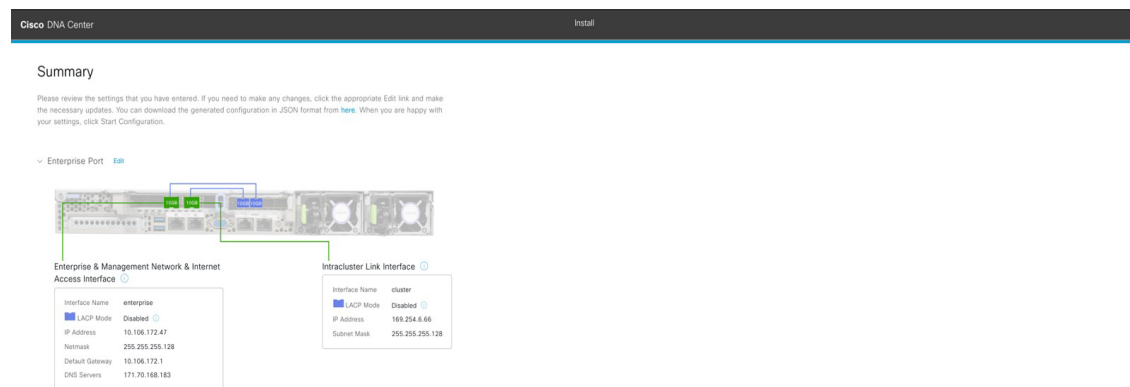 Cisco DNA Center
Install
Summary
Please review the settings that you have entered. If you need to make any changes, click the appropriate Edit link and make
the necessary updates. You can download the generated configuration in JSON format from here. When you are happy with
your settings, click Start Configuration.
Enterprise Port Edit
10GB 10GB 10GB 10GB
Enterprise & Management Network & Internet
Access Interface
Interface Name enterprise
LACP Mode Disabled
IP Address 10.106.172.47
Netmask 255.255.255.128
Default Gateway 10.106.172.1
DNS Servers 171.70.168.183
Intracluster Link Interface
Interface Name cluster
LACP Mode Disabled
IP Address 169.254.6.66
Subnet Mask 255.255.255.128